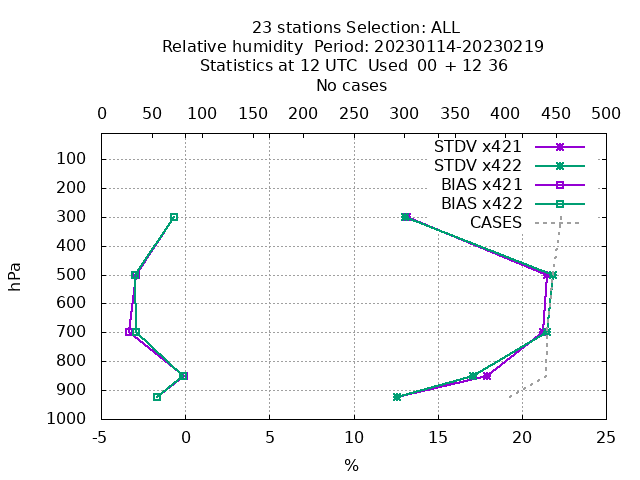 23 stations Selection: ALL
Relative humidity  Period: 20230114-20230219
Statistics at 12 UTC  Used  00 + 12 36
No cases
0 50 100 150 200 250 300 350 400 450 500
STDV x421
STDV x422
BIAS x421
BIAS x422
CASES
100
200
300
400
500
600
700
800
900
1000
hPa
-5 0 5 10 15 20 25
%